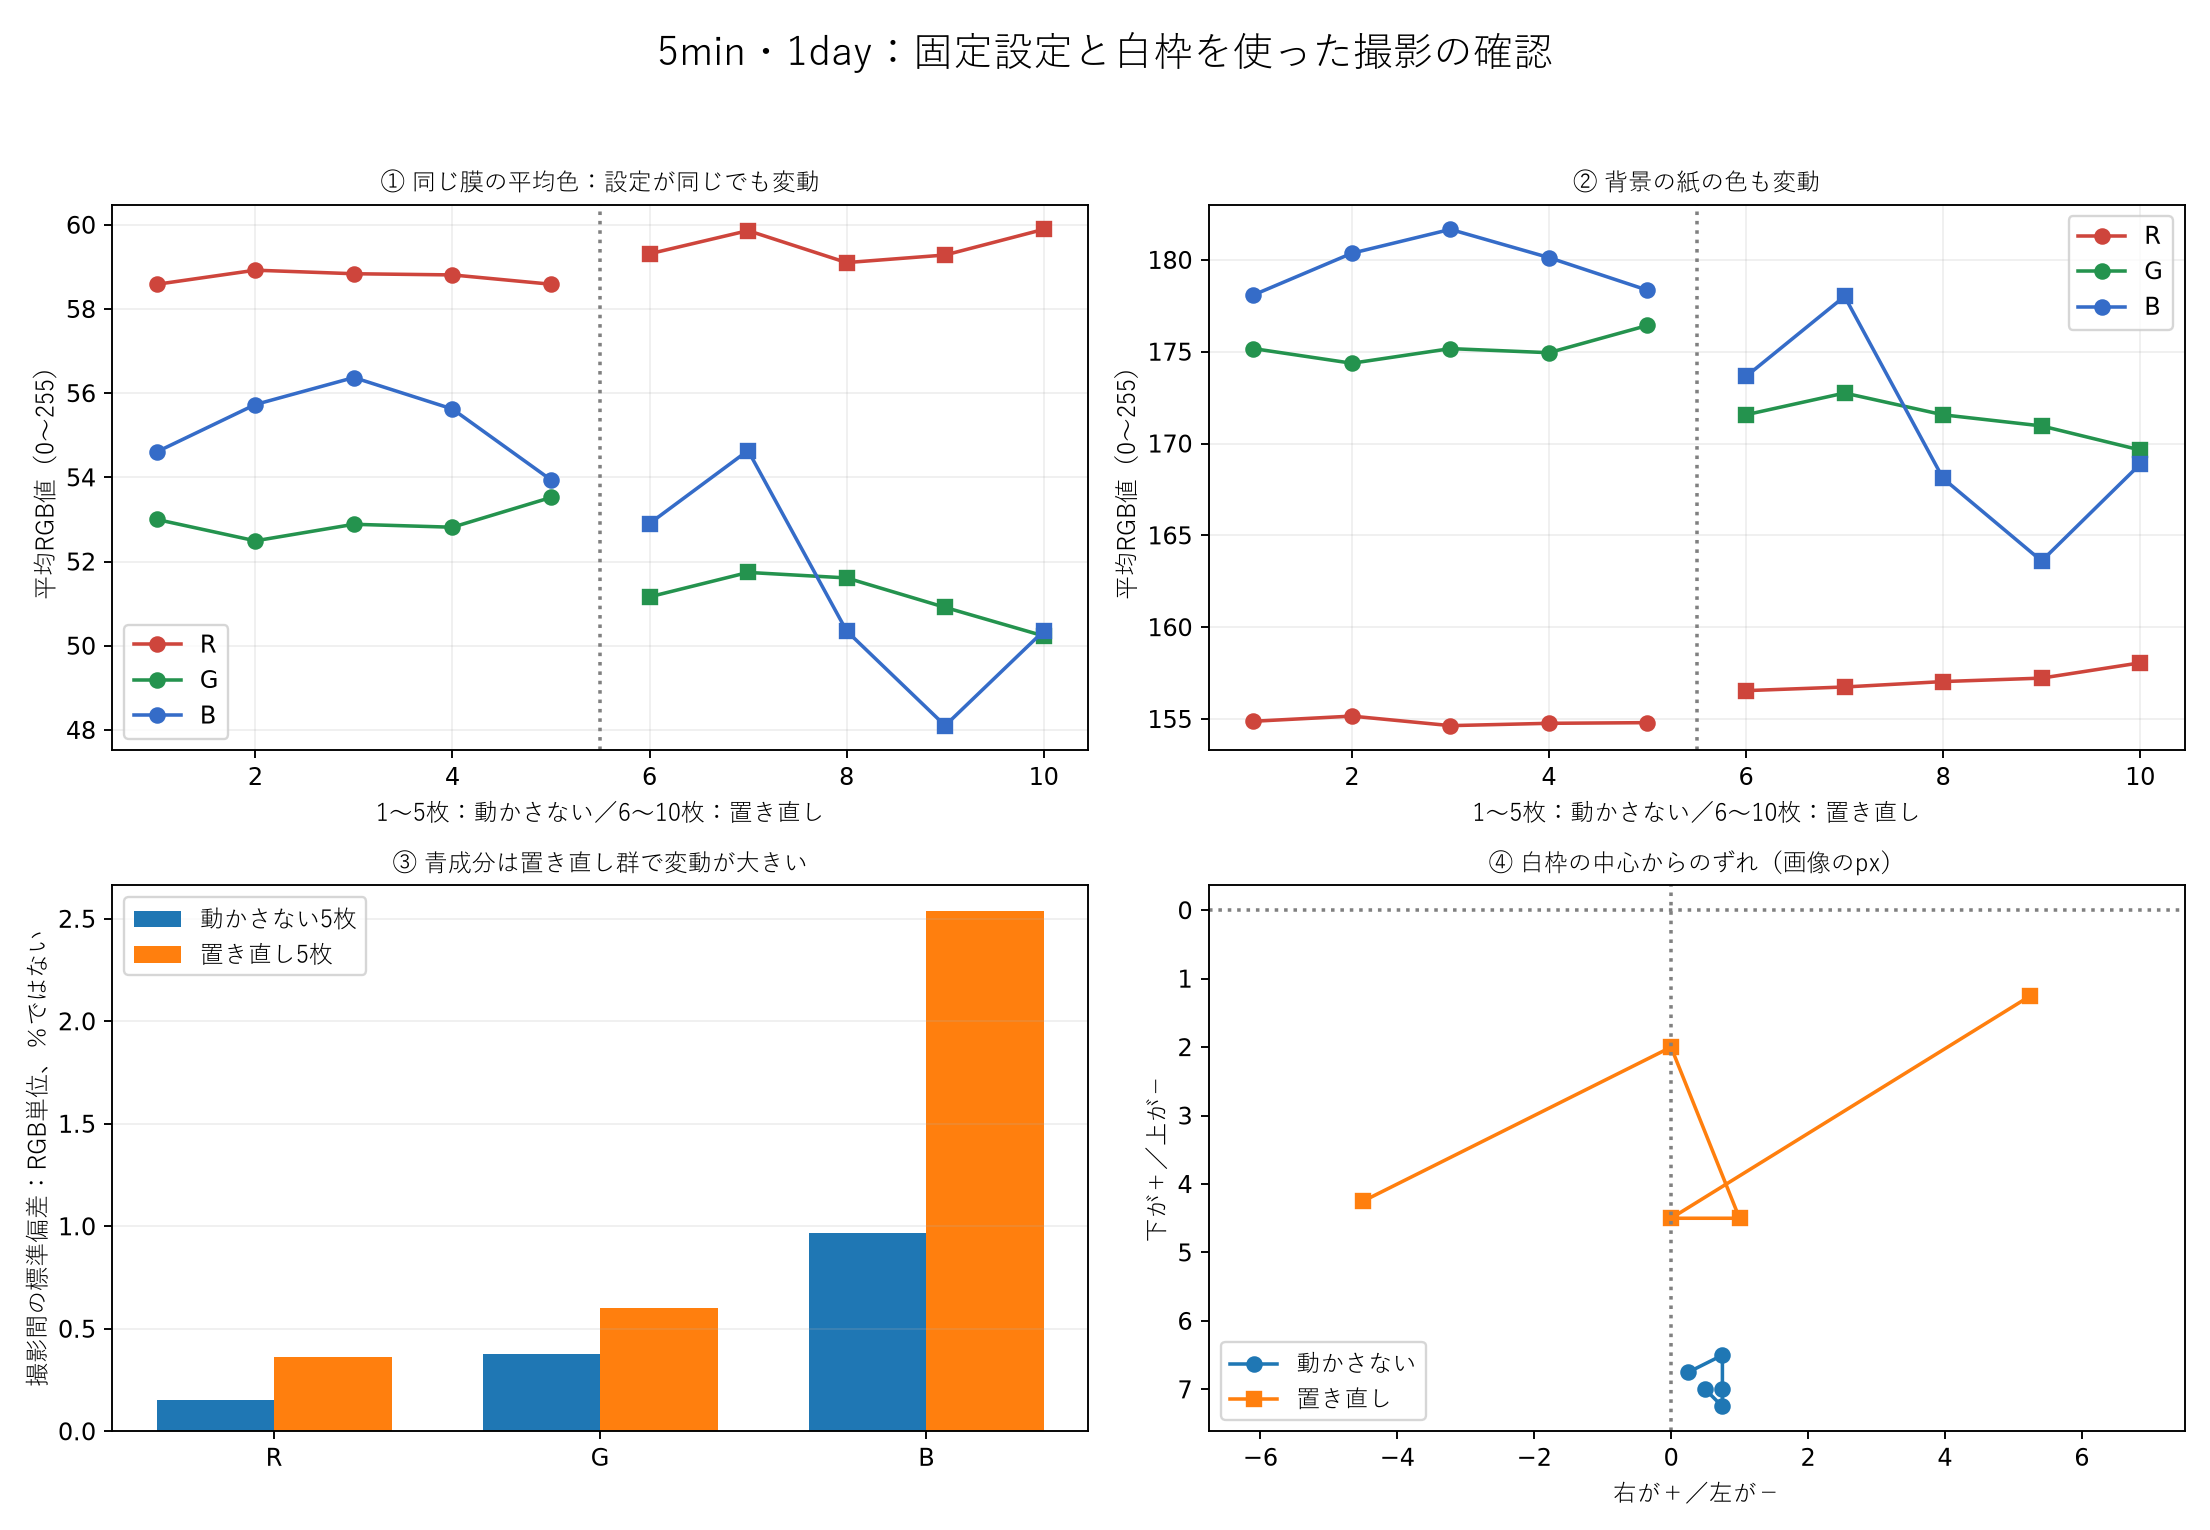 5min・1day：固定設定と白枠を使った撮影の確認
① 同じ膜の平均色：設定が同じでも変動
平均RGB値（0〜255）
60
58
56
54
52
50
48
R
G
B
2
4
6
8
10
1〜5枚：動かさない／6〜10枚：置き直し
② 背景の紙の色も変動
平均RGB値（0〜255）
180
175
170
165
160
155
R
G
B
2
4
6
8
10
1〜5枚：動かさない／6〜10枚：置き直し
③ 青成分は置き直し群で変動が大きい
撮影間の標準偏差：RGB単位、％ではない
2.5
2.0
1.5
1.0
0.5
0.0
動かさない5枚
置き直し5枚
R
G
B
④ 白枠の中心からのずれ（画像のpx）
下が＋／上が−
0
1
2
3
4
5
6
7
動かさない
置き直し
−6
−4
−2
0
2
4
6
右が＋／左が−